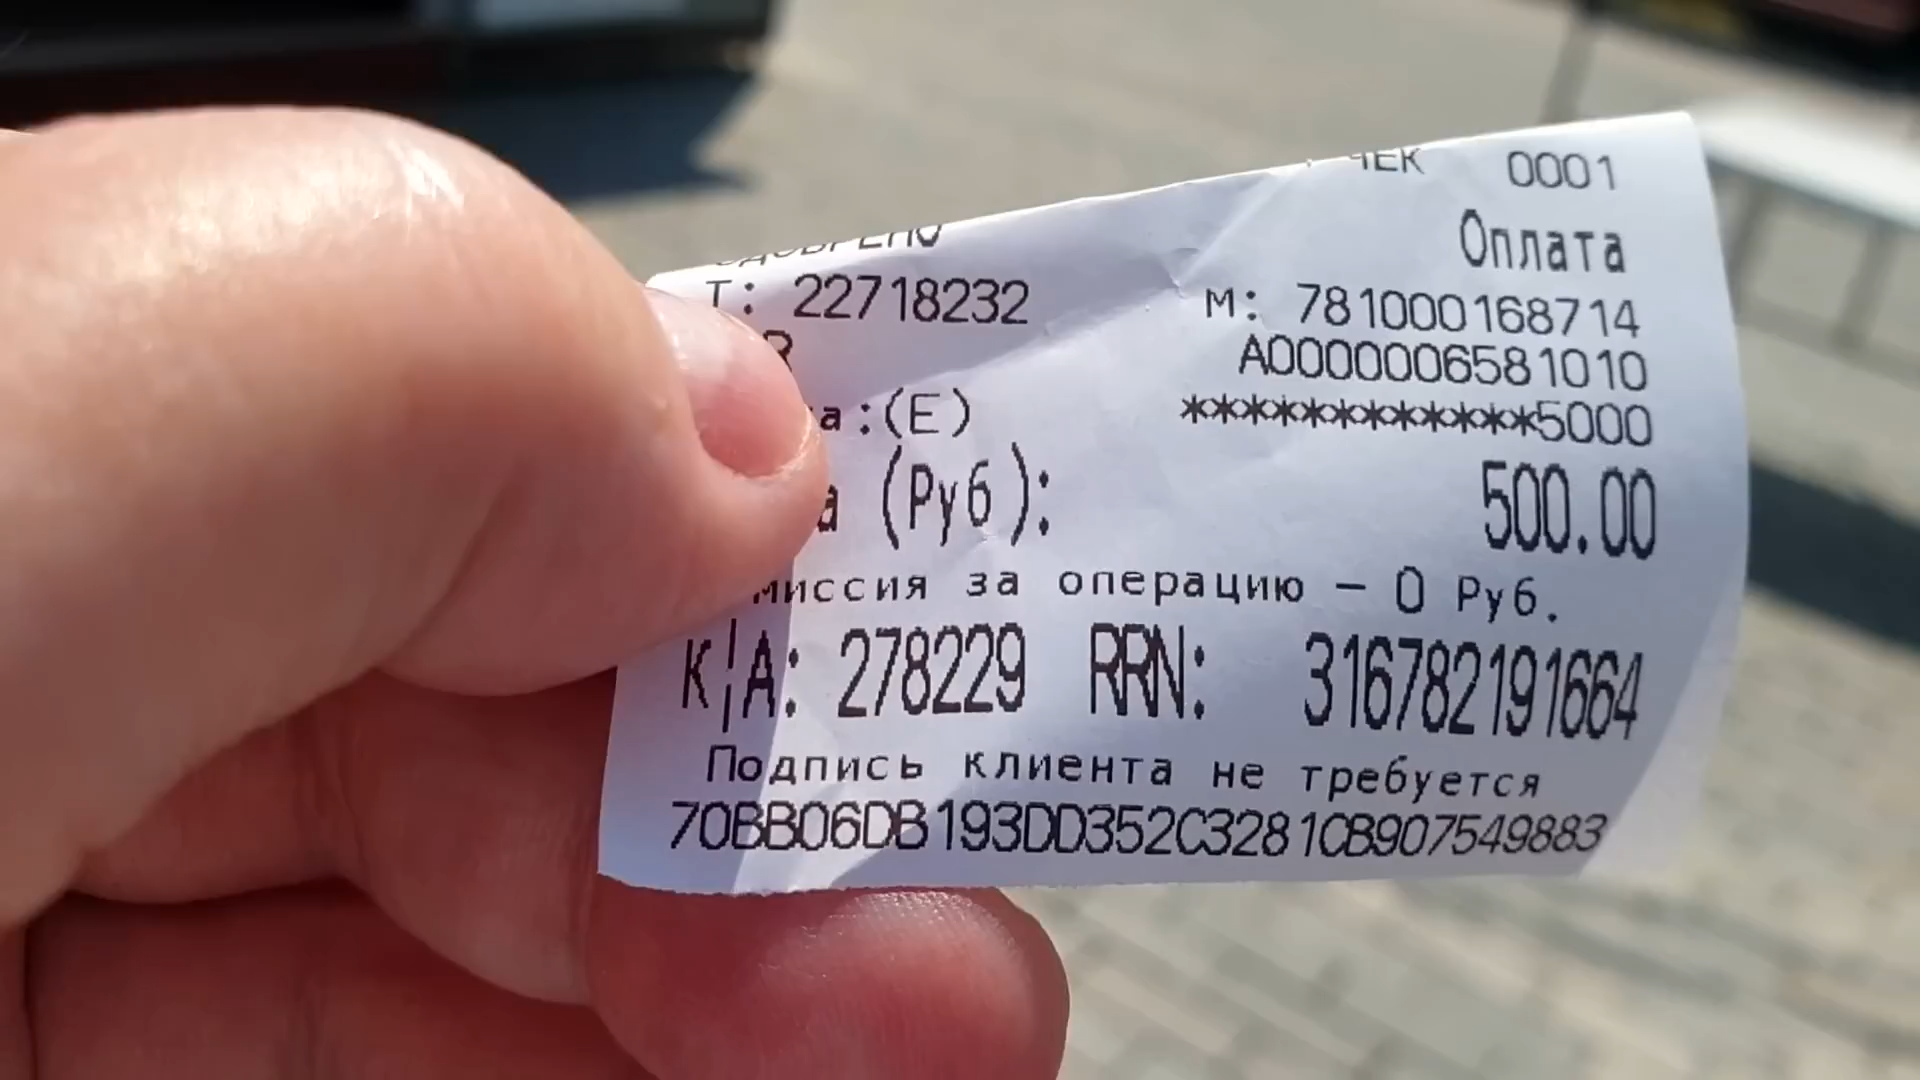 ЧЕК 0001
Оплата
ОДОБРЕНО
Т: 22718232 М: 781000168714
A0000006581010
а:(E) ************5000
а (Руб): 500.00
миссия за операцию – 0 Руб.
К|А: 278229 RRN: 316782191664
Подпись клиента не требуется
70BB06DB193DD352C3281CB907549883